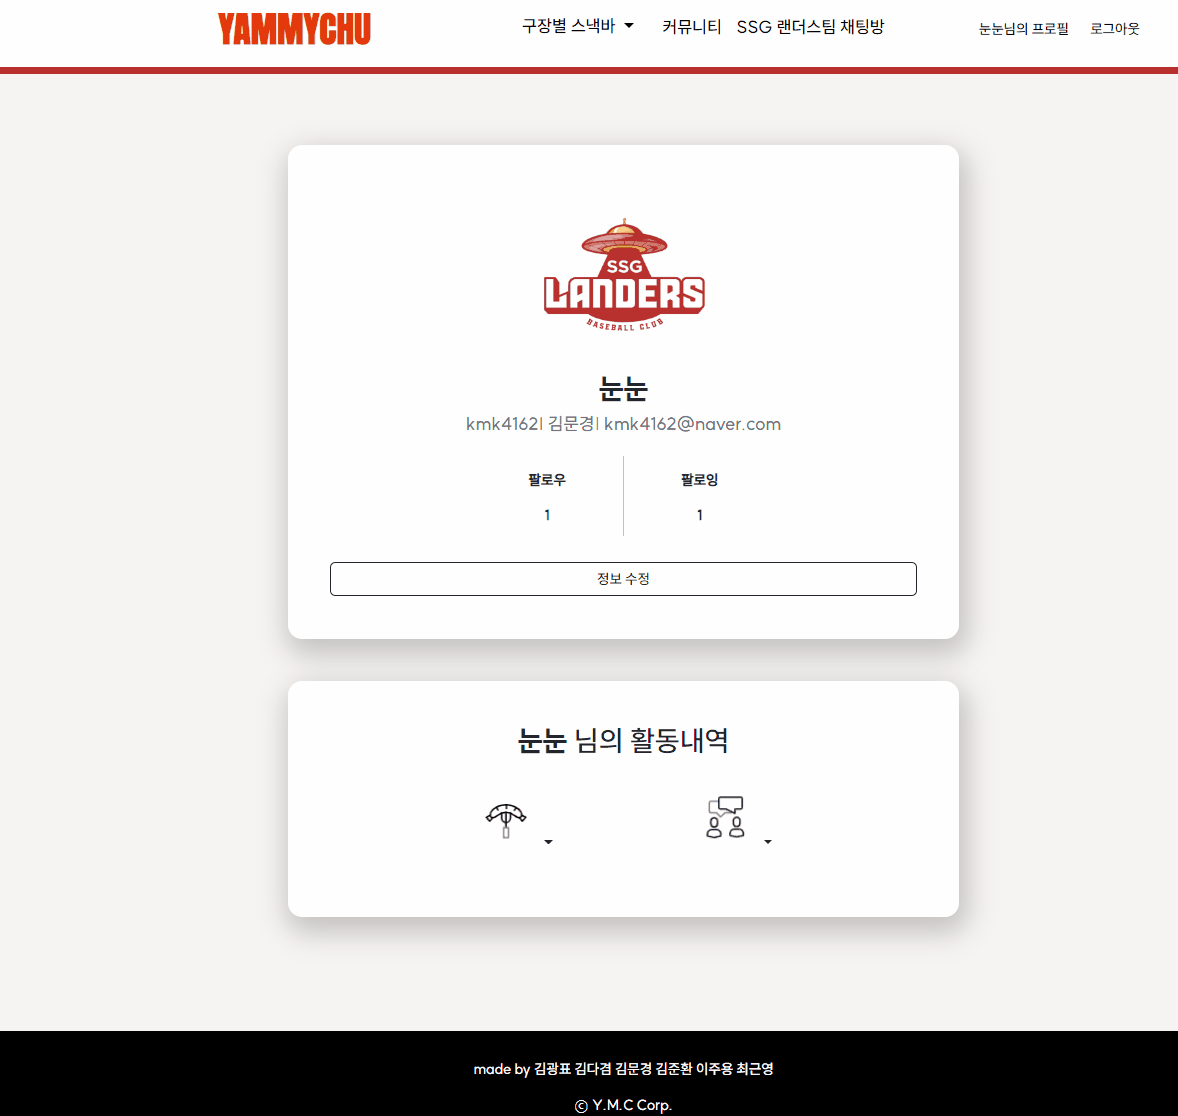 YAMMYCHU
구장별 스낵바
커뮤니티
SSG 랜더스팀 채팅방
눈눈님의 프로필
로그아웃
SSG
LANDERS
BASEBALL CLUB
눈눈
kmk4162| 김문경| kmk4162@naver.com
팔로우
팔로잉
1
1
정보 수정
눈눈 님의 활동내역
made by 김광표 김다겸 김문경 김준환 이주용 최근영
© Y.M.C Corp.